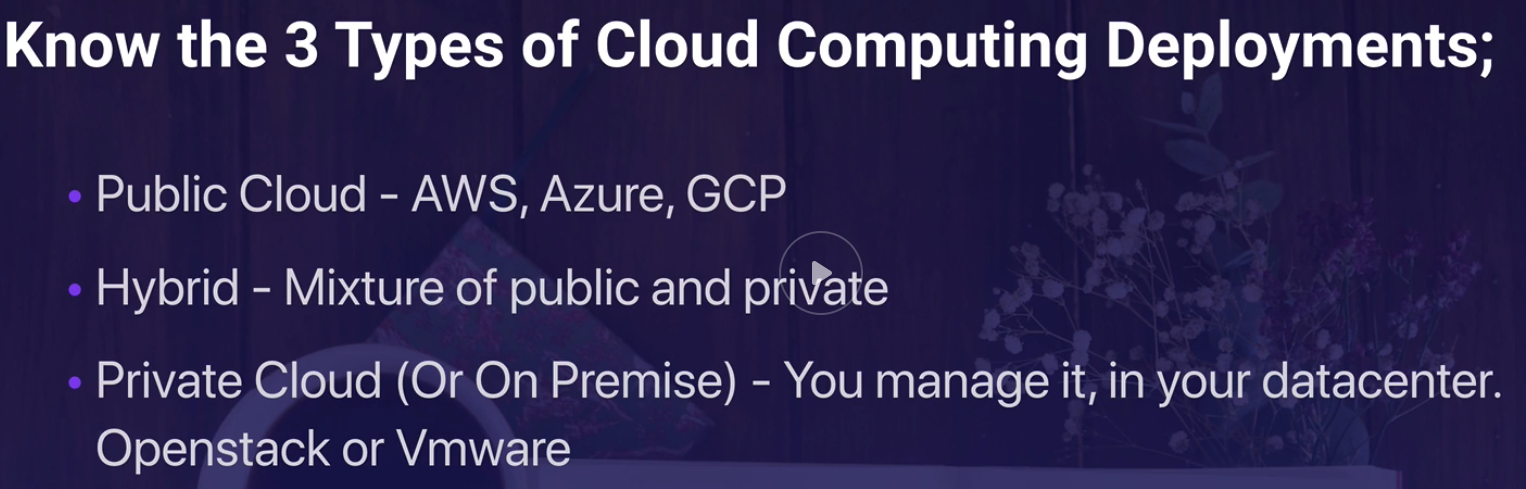 Know the 3 Types of Cloud Computing Deployments;
• Public Cloud - AWS, Azure, GCP
• Hybrid - Mixture of public and private
• Private Cloud (Or On Premise) - You manage it, in your datacenter.
Openstack or Vmware